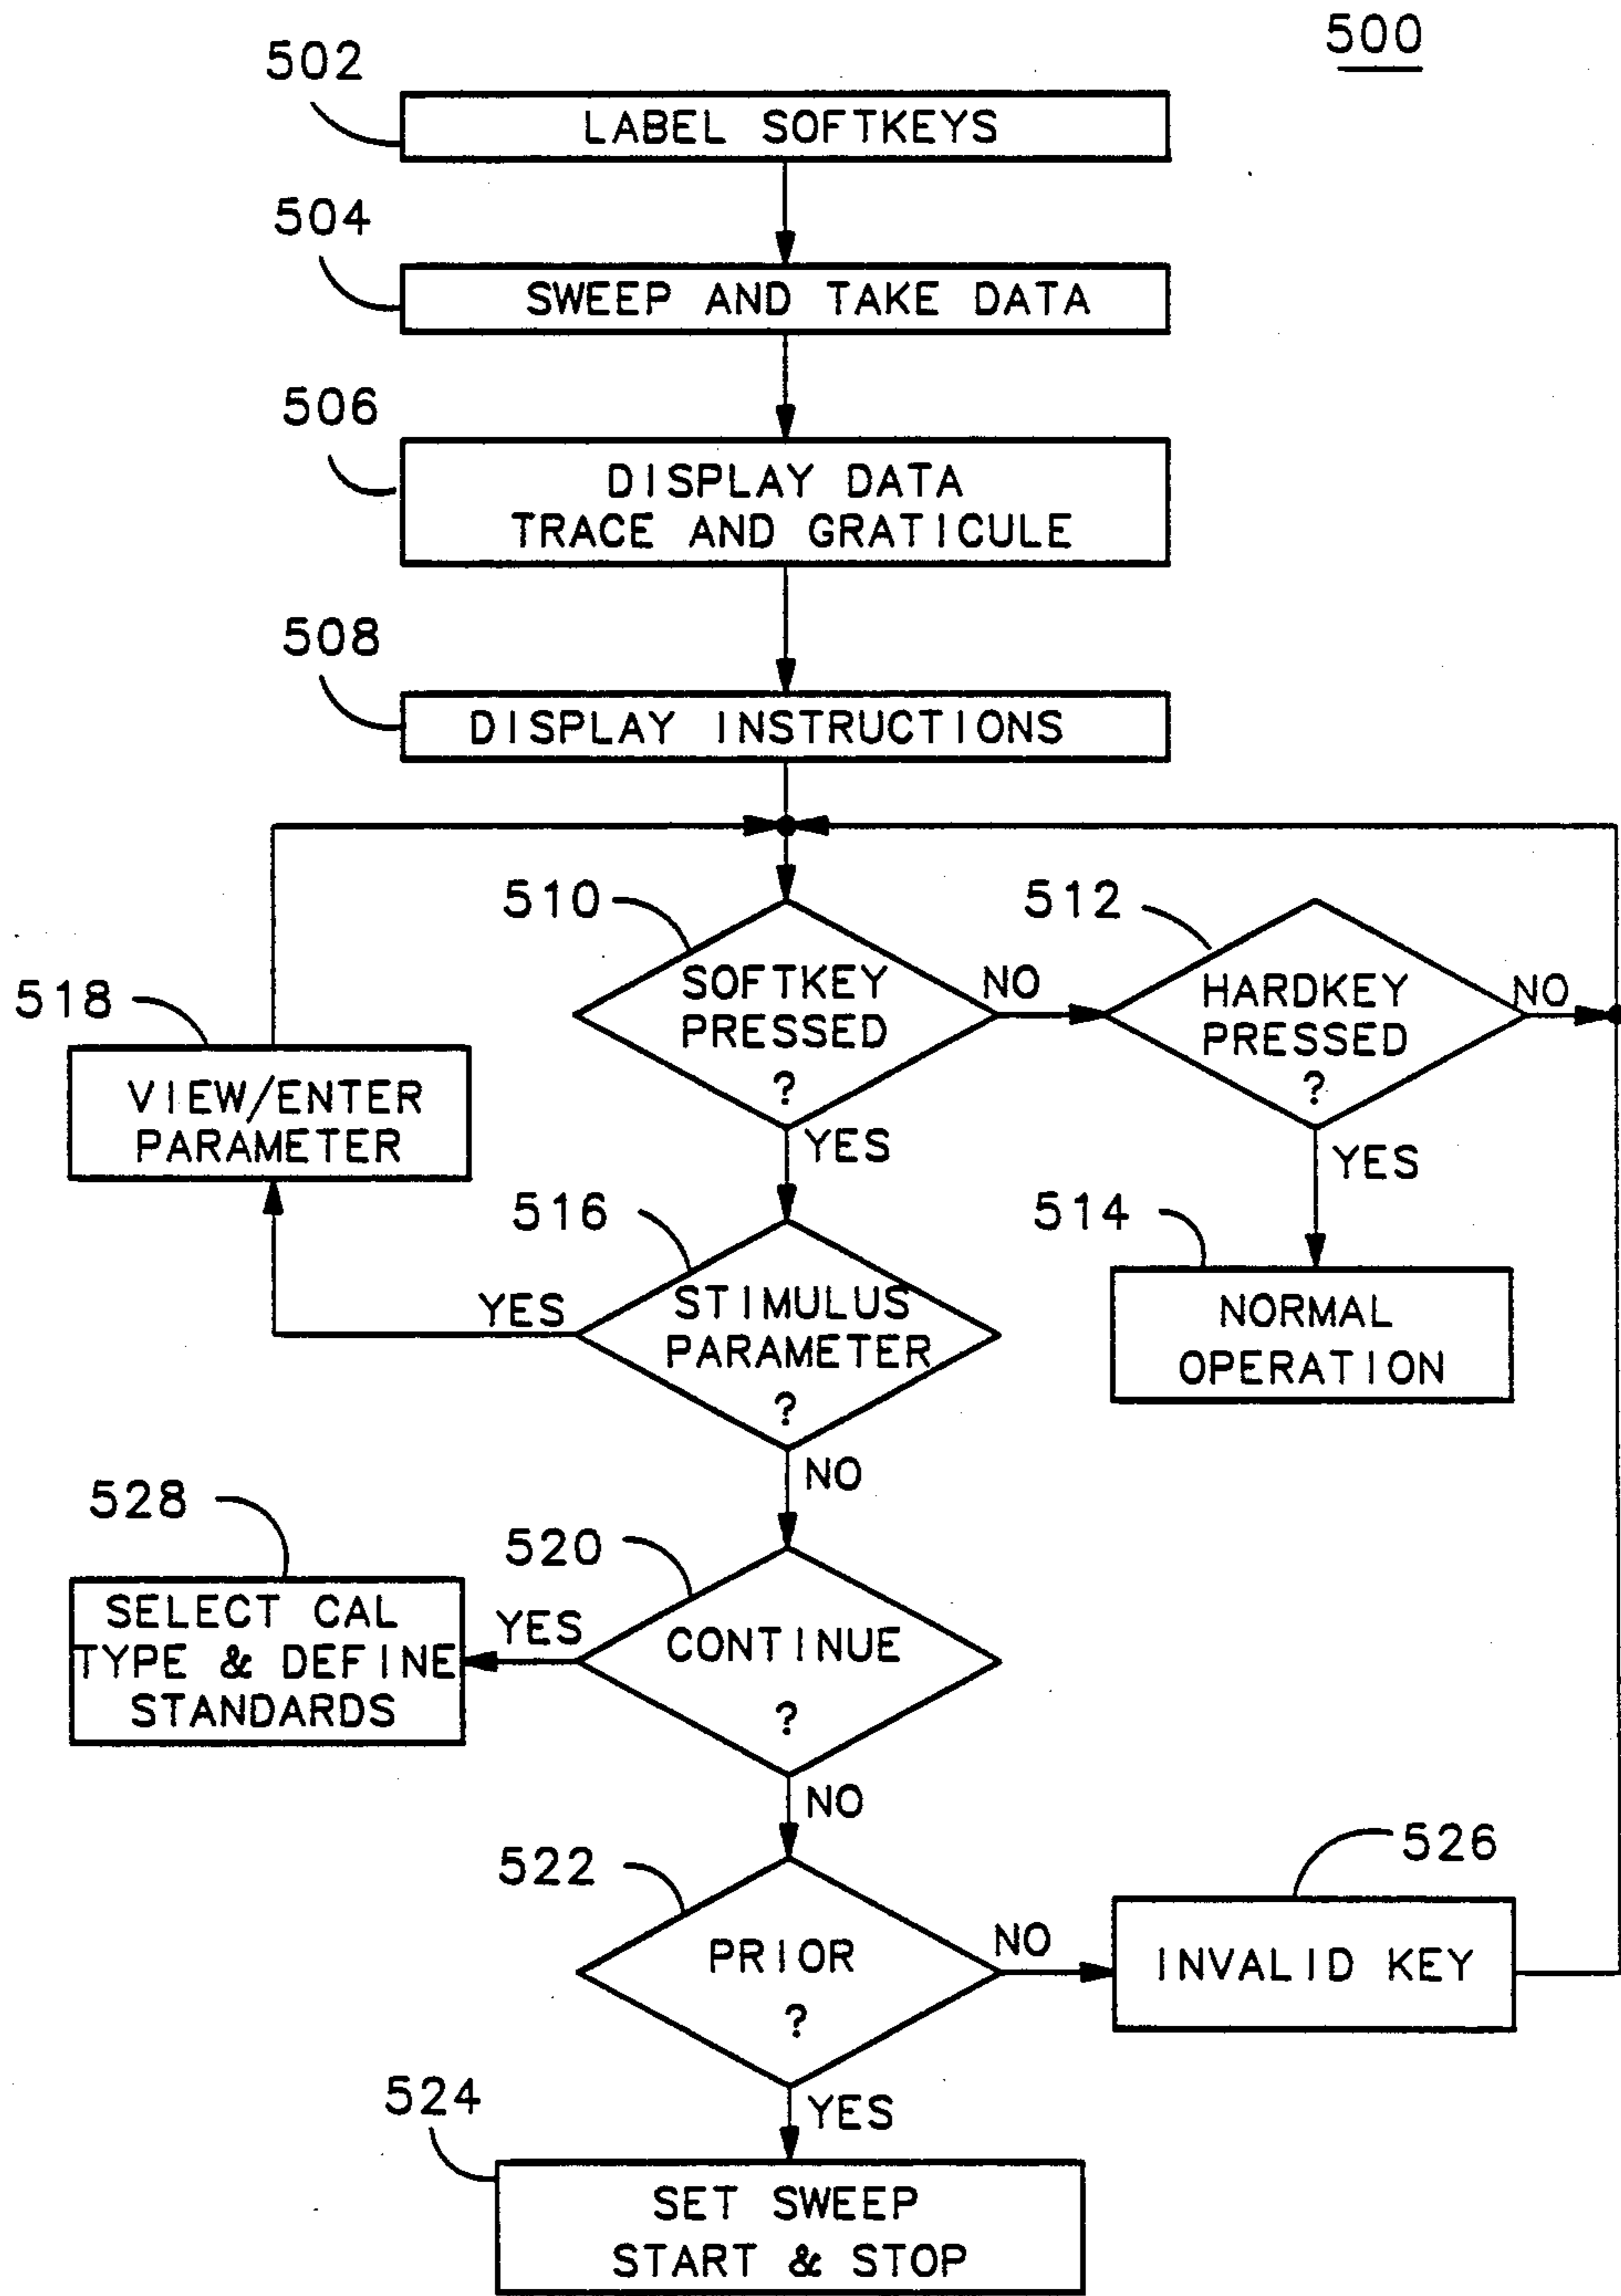 500
502
LABEL SOFTKEYS
504
SWEEP AND TAKE DATA
506
DISPLAY DATA
TRACE AND GRATICULE
508
DISPLAY INSTRUCTIONS
510
512
SOFTKEY
PRESSED
?
NO
HARDKEY
PRESSED
?
NO
518
VIEW/ENTER
PARAMETER
YES
YES
516
514
YES
STIMULUS
PARAMETER
?
NORMAL
OPERATION
NO
528
520
SELECT CAL
TYPE & DEFINE
STANDARDS
YES
CONTINUE
?
NO
522
526
PRIOR
?
NO
INVALID KEY
524
YES
SET SWEEP
START & STOP